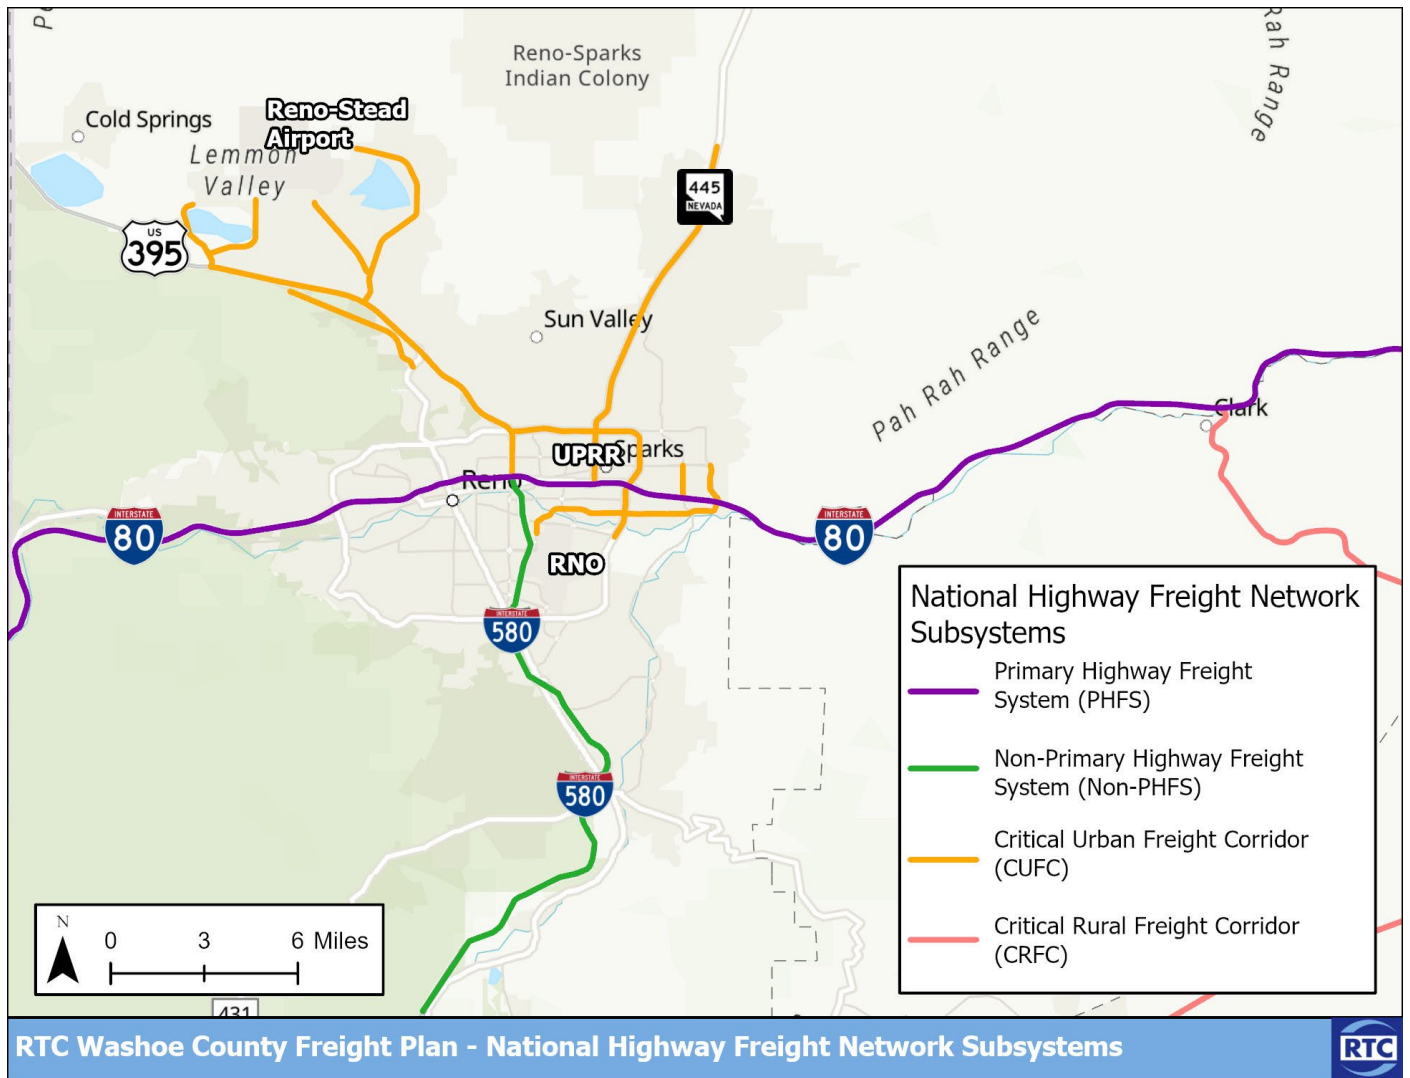 Reno-Sparks
Indian Colony
Rah Range
Cold Springs
Reno-Stead
Airport
Lemmon
Valley
445
NEVADA
US
395
Sun Valley
Pah Rah Range
Clark
UPRR
Sparks
Reno
INTERSTATE
80
INTERSTATE
80
RNO
INTERSTATE
580
INTERSTATE
580
National Highway Freight Network
Subsystems
Primary Highway Freight
System (PHFS)
Non-Primary Highway Freight
System (Non-PHFS)
Critical Urban Freight Corridor
(CUFC)
Critical Rural Freight Corridor
(CRFC)
N
0 3 6 Miles
431
RTC Washoe County Freight Plan - National Highway Freight Network Subsystems
RTC